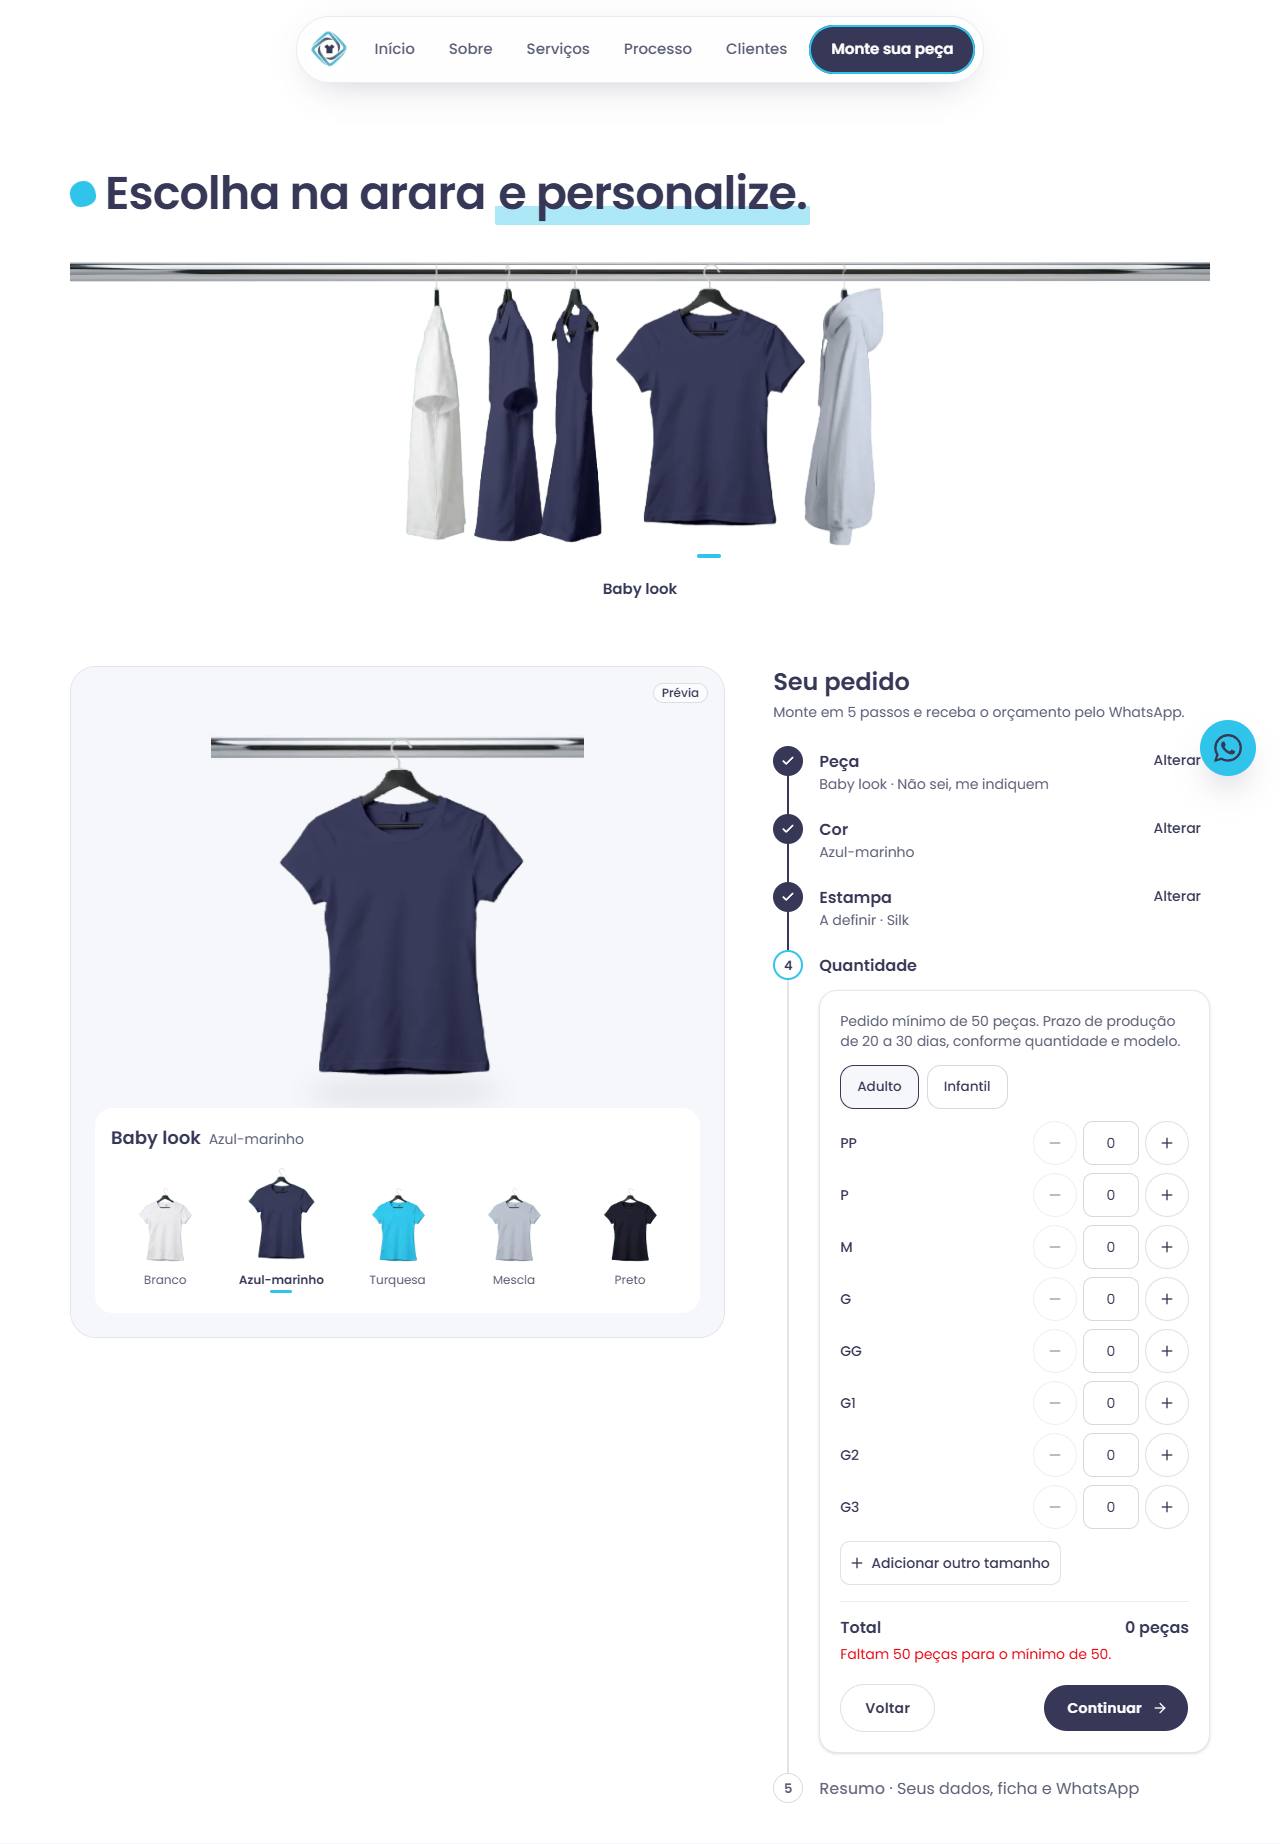 Início Sobre Serviços Processo Clientes Monte sua peça
Escolha na arara e personalize.
Baby look
Prévia
Baby look Azul-marinho
Branco Azul-marinho Turquesa Mescla Preto
Seu pedido
Monte em 5 passos e receba o orçamento pelo WhatsApp.
Peça Alterar
Baby look · Não sei, me indiquem
Cor Alterar
Azul-marinho
Estampa Alterar
A definir · Silk
4 Quantidade
Pedido mínimo de 50 peças. Prazo de produção
de 20 a 30 dias, conforme quantidade e modelo.
Adulto Infantil
PP − 0 +
P − 0 +
M − 0 +
G − 0 +
GG − 0 +
G1 − 0 +
G2 − 0 +
G3 − 0 +
+ Adicionar outro tamanho
Total 0 peças
Faltam 50 peças para o mínimo de 50.
Voltar Continuar →
5 Resumo · Seus dados, ficha e WhatsApp